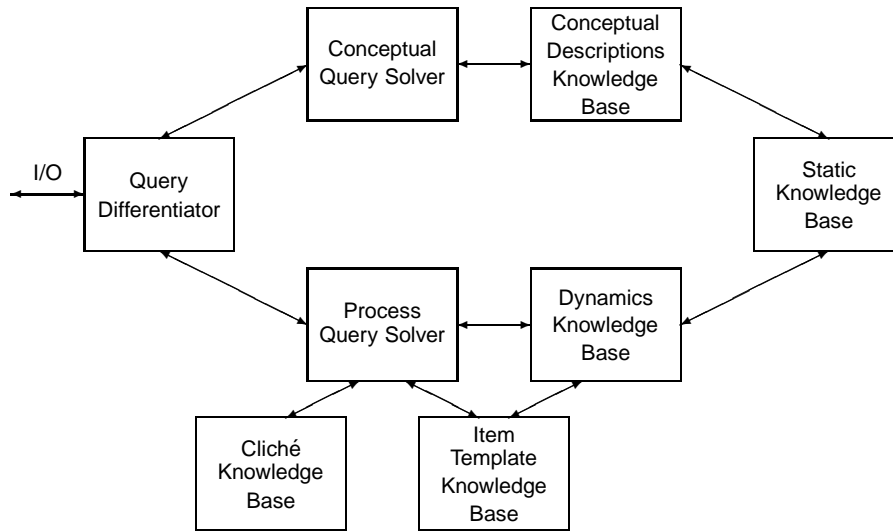 Conceptual
Query Solver
Conceptual
Descriptions
Knowledge
Base
I/O
Query
Differentiator
Static
Knowledge
Base
Process
Query Solver
Dynamics
Knowledge
Base
Cliché
Knowledge
Base
Item
Template
Knowledge
Base